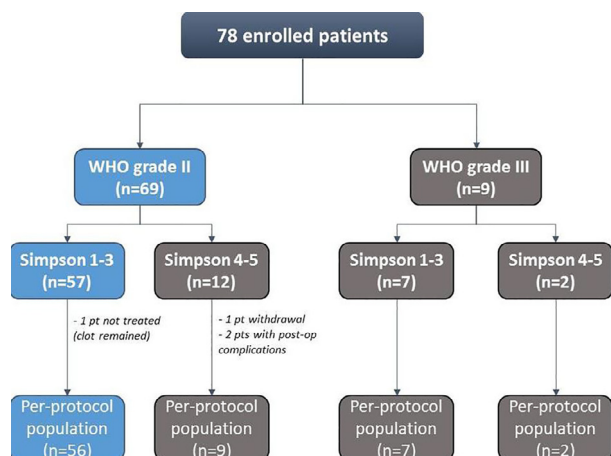 78 enrolled patients
WHO grade II
(n=69)
WHO grade III
(n=9)
Simpson 1-3
(n=57)
Simpson 4-5
(n=12)
Simpson 1-3
(n=7)
Simpson 4-5
(n=2)
- 1 pt not treated
(clot remained)
- 1 pt withdrawal
- 2 pts with post-op
complications
Per-protocol
population
(n=56)
Per-protocol
population
(n=9)
Per-protocol
population
(n=7)
Per-protocol
population
(n=2)